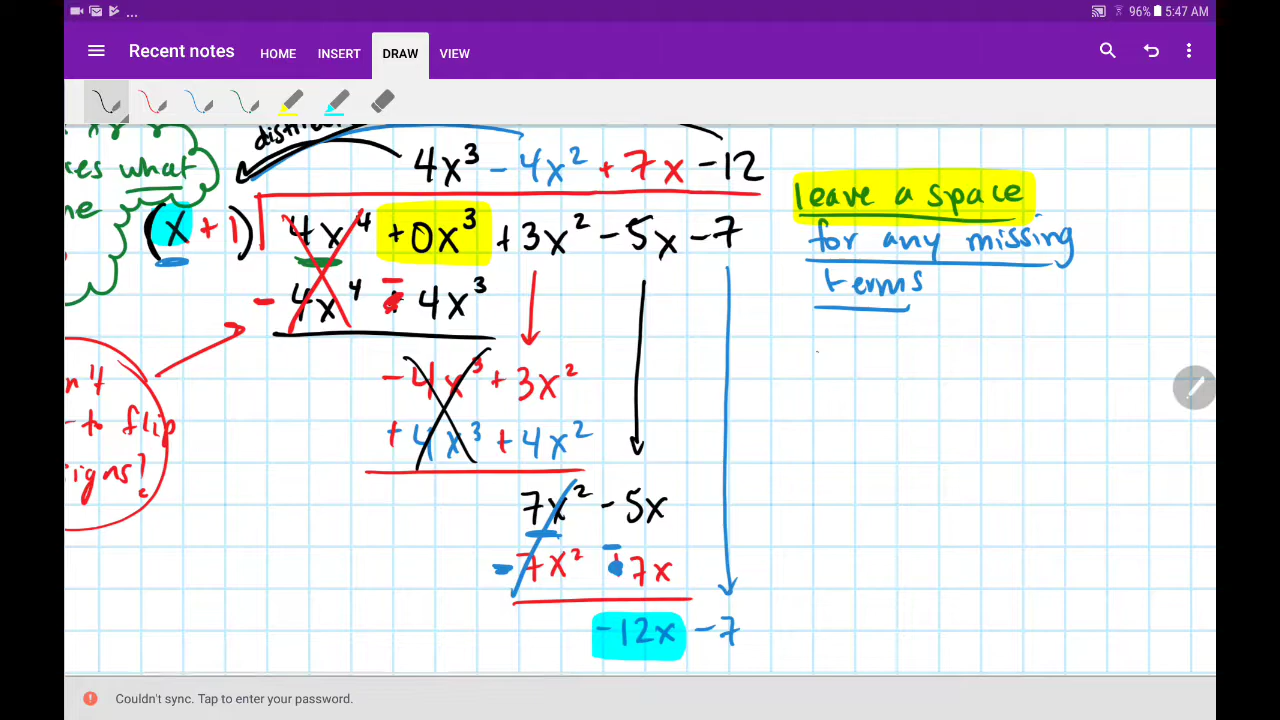 ... 96% 5:47 AM
Recent notes HOME INSERT DRAW VIEW
4x³ - 4x² + 7x -12
what
(x + 1) 4x⁴ +0x³ +3x² -5x -7
- 4x⁴ - 4x³
-4x³ + 3x²
+ 4x³ + 4x²
7x² - 5x
- 7x² - 7x
-12x -7
leave a space
for any missing
terms
to flip
Couldn't sync. Tap to enter your password.